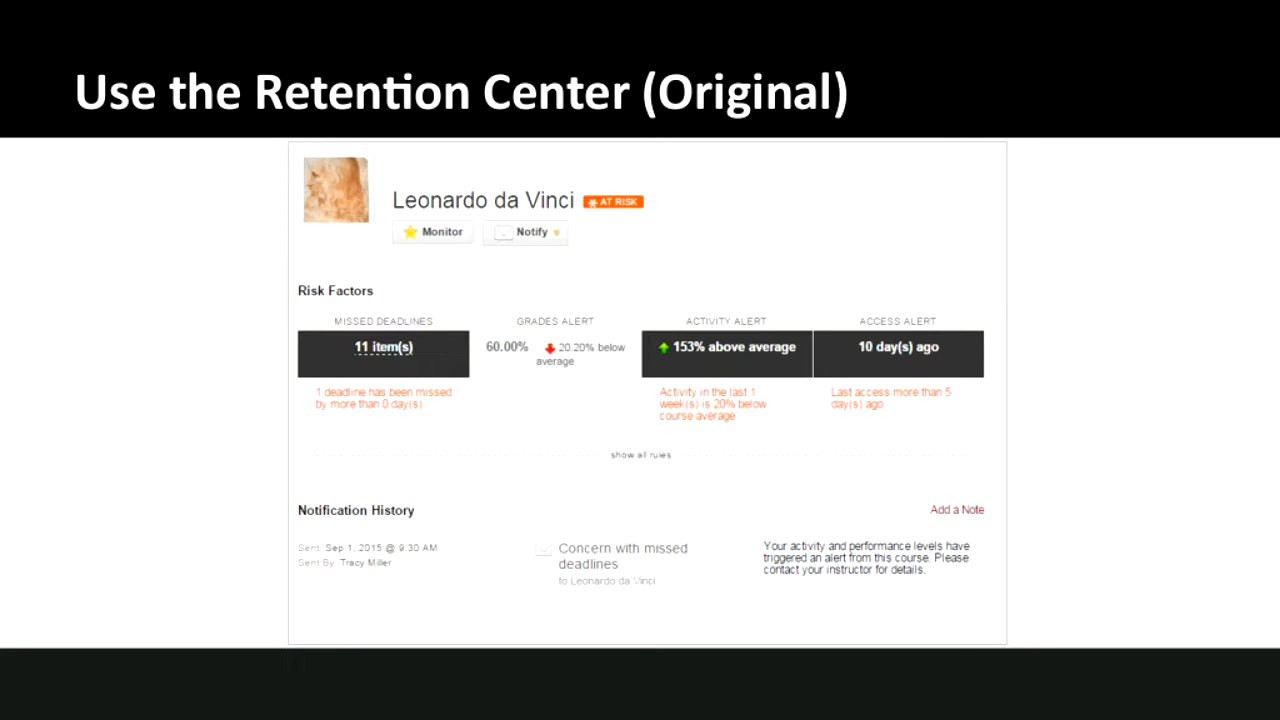 Use the Retention Center (Original)
Leonardo da Vinci AT RISK
Monitor Notify
Risk Factors
MISSED DEADLINES GRADES ALERT ACTIVITY ALERT ACCESS ALERT
11 item(s) 60.00% 20.20% below average 153% above average 10 day(s) ago
1 deadline has been missed
by more than 0 day(s)
Activity in the last 1
week(s) is 20% below
course average
Last access more than 5
day(s) ago
show all rules
Notification History Add a Note
Sent: Sep 1, 2015 @ 9:30 AM
Sent By: Tracy Miller
Concern with missed
deadlines
to Leonardo da Vinci
Your activity and performance levels have
triggered an alert from this course. Please
contact your instructor for details.